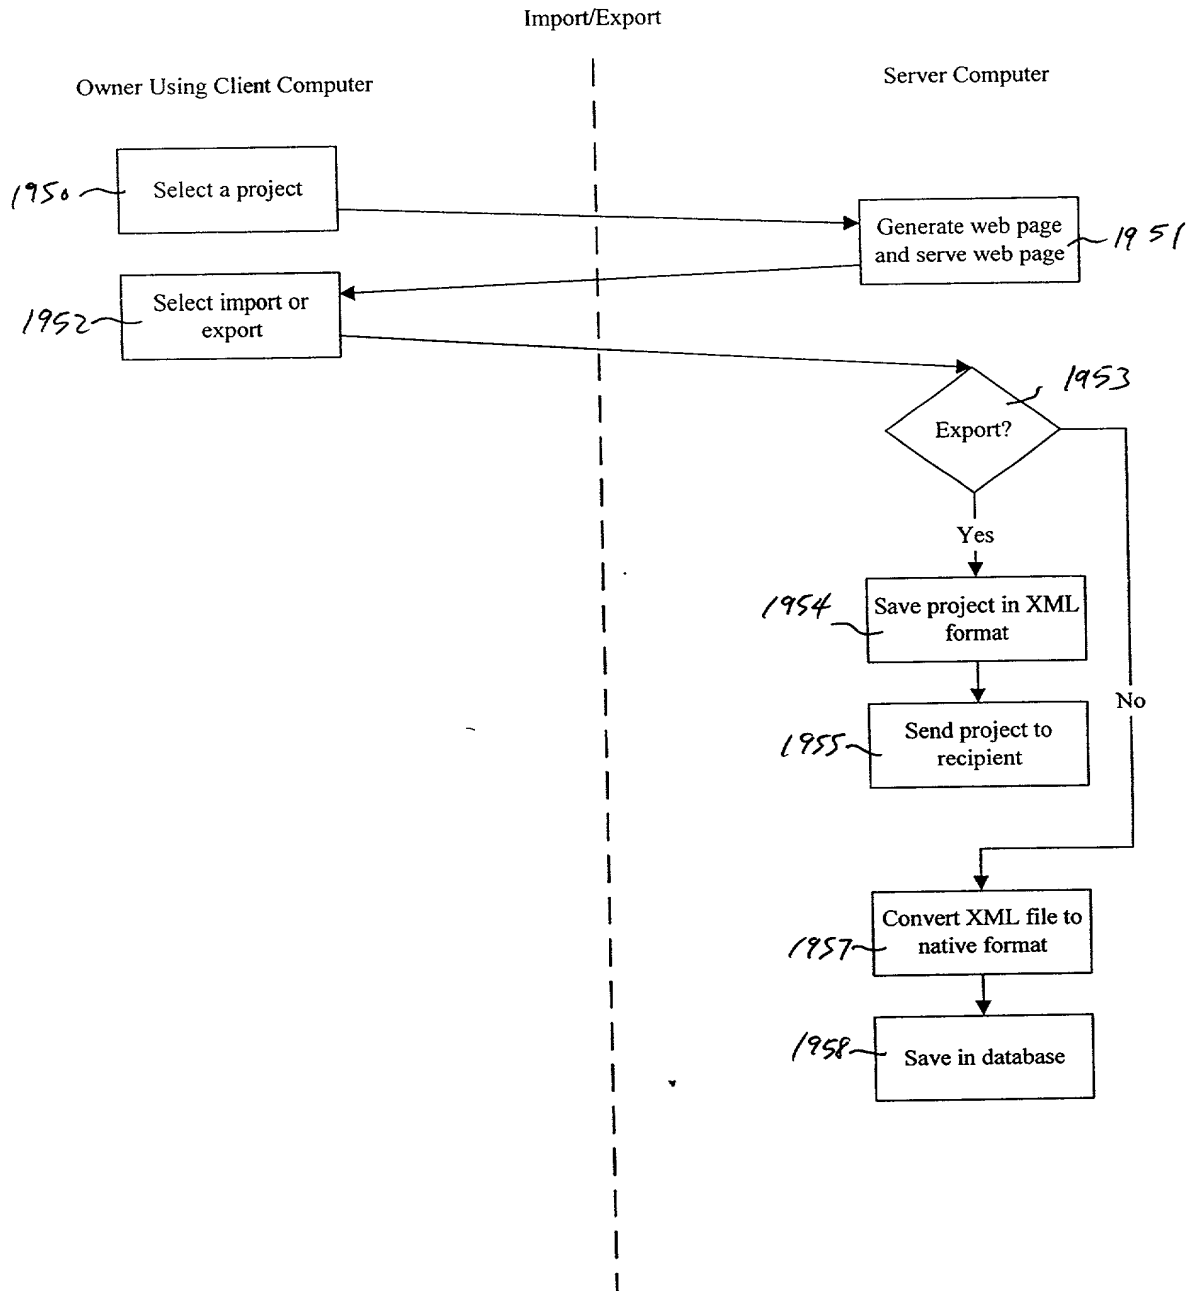 Import/Export
Owner Using Client Computer
Server Computer
1950
Select a project
Generate web page
and serve web page
1951
1952
Select import or
export
1953
Export?
Yes
1954
Save project in XML
format
No
1955
Send project to
recipient
Convert XML file to
native format
1957
1958
Save in database